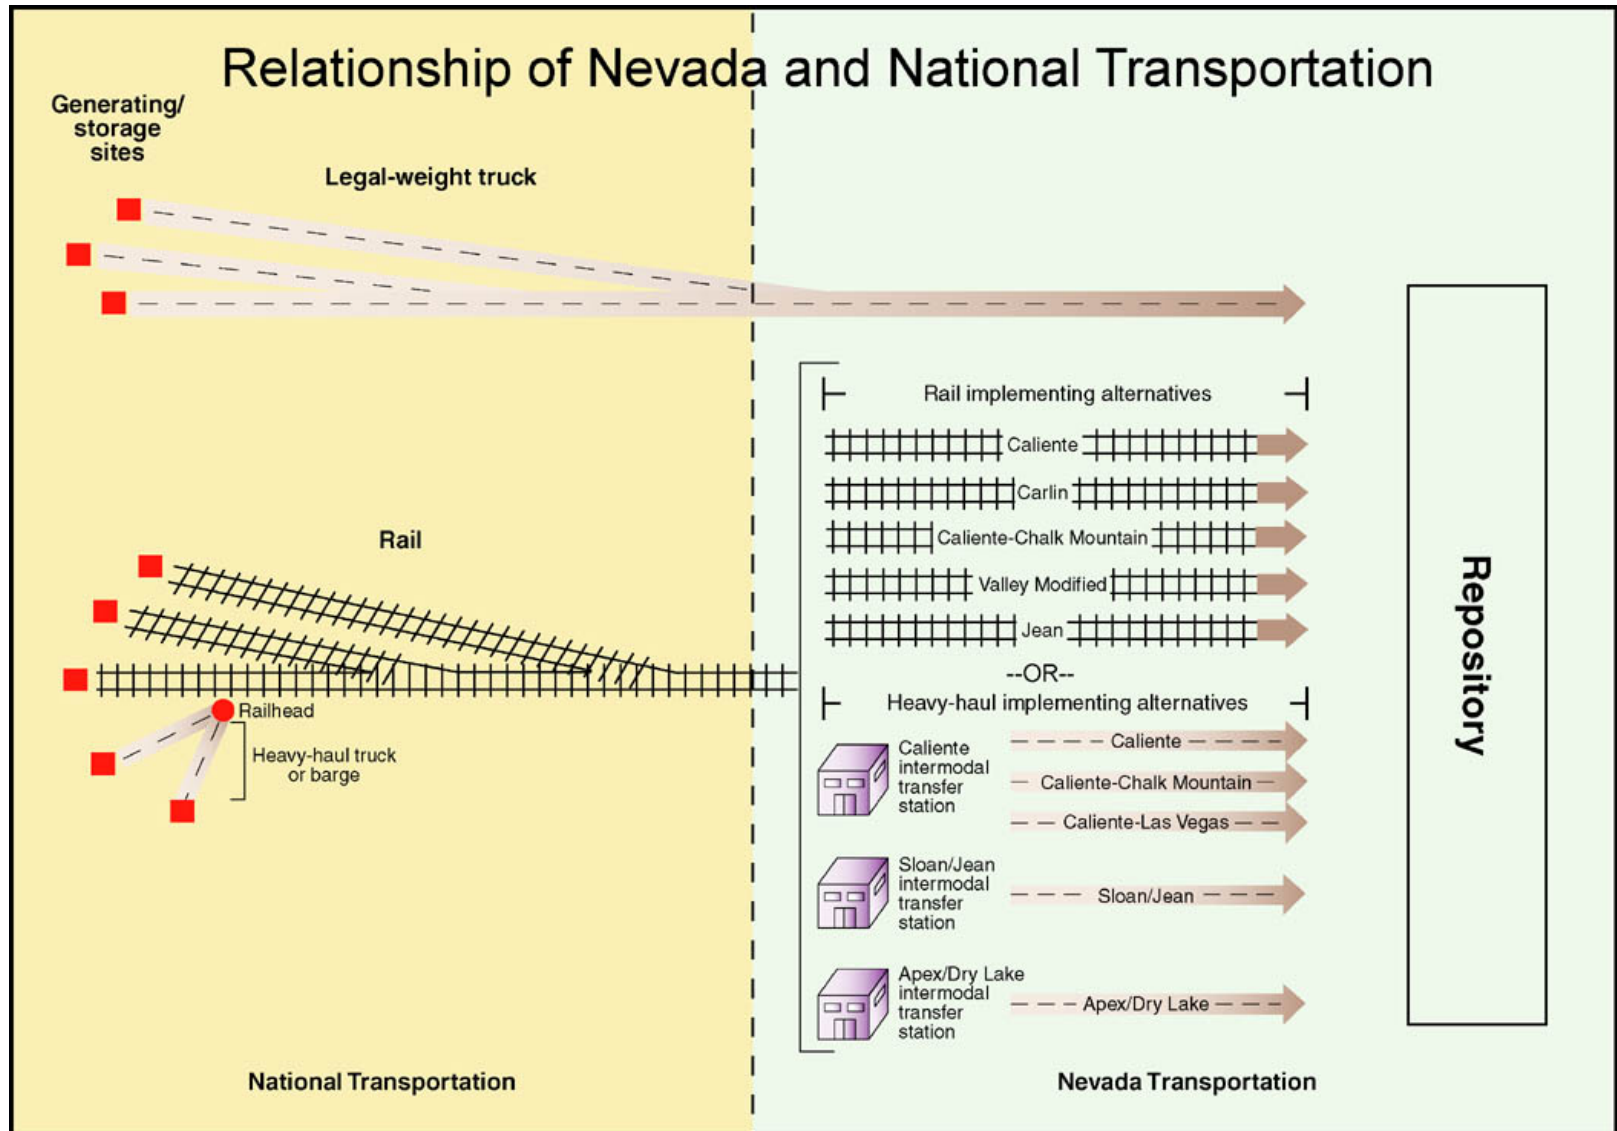 Relationship of Nevada and National Transportation
Generating/
storage
sites
Legal-weight truck
Rail implementing alternatives
Caliente
Carlin
Caliente-Chalk Mountain
Valley Modified
Jean
--OR--
Heavy-haul implementing alternatives
Caliente
intermodal
transfer
station
Caliente
Caliente-Chalk Mountain
Caliente-Las Vegas
Sloan/Jean
intermodal
transfer
station
Sloan/Jean
Apex/Dry Lake
intermodal
transfer
station
Apex/Dry Lake
Rail
Railhead
Heavy-haul truck
or barge
Repository
National Transportation
Nevada Transportation